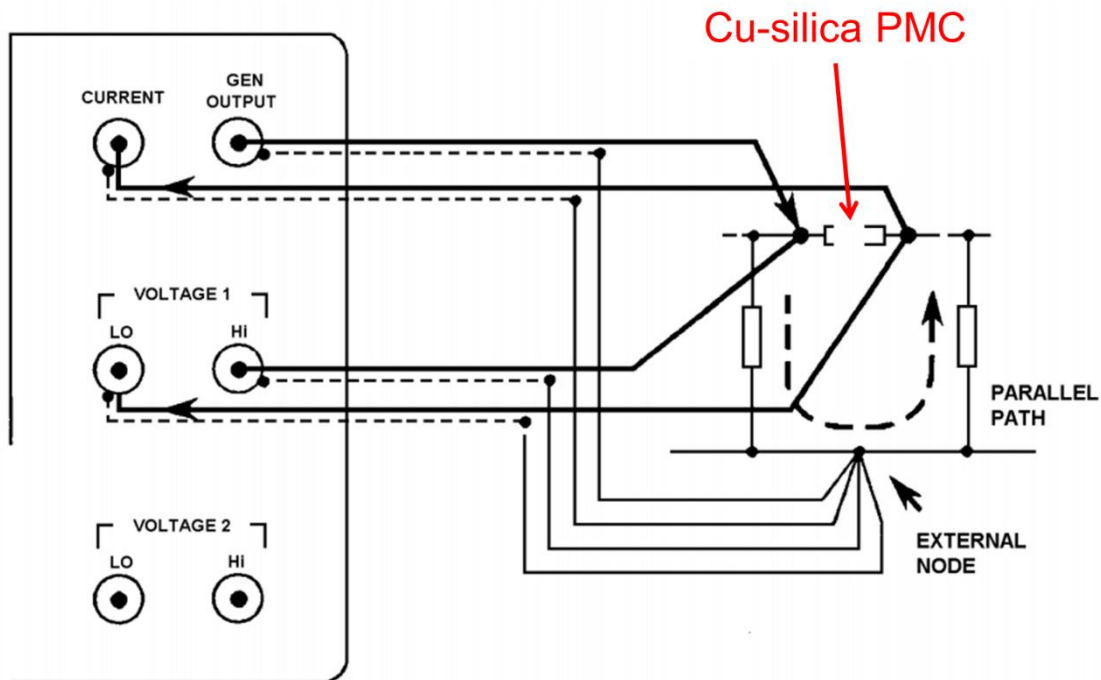 Cu-silica PMC
CURRENT
GEN
OUTPUT
VOLTAGE 1
LO
Hi
PARALLEL
PATH
VOLTAGE 2
LO
Hi
EXTERNAL
NODE